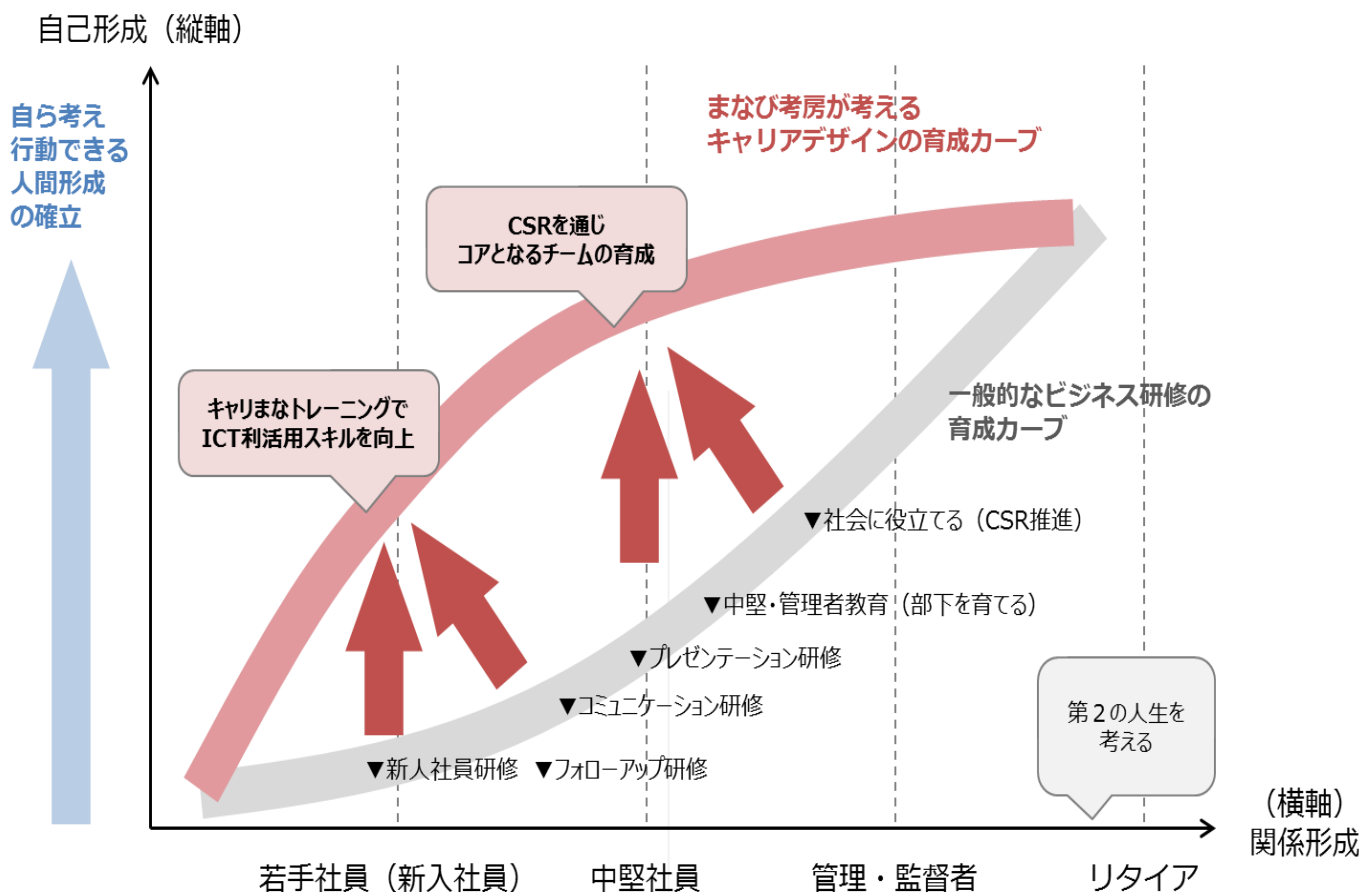 自己形成（縦軸）
自ら考え
行動できる
人間形成
の確立
まなび考房が考える
キャリアデザインの育成カーブ
CSRを通じ
コアとなるチームの育成
キャリまなトレーニングで
ICT利活用スキルを向上
一般的なビジネス研修の
育成カーブ
▼社会に役立てる（CSR推進）
▼中堅・管理者教育（部下を育てる）
▼プレゼンテーション研修
▼コミュニケーション研修
▼新人社員研修 ▼フォローアップ研修
第２の人生を
考える
（横軸）
関係形成
若手社員（新入社員） 中堅社員 管理・監督者 リタイア